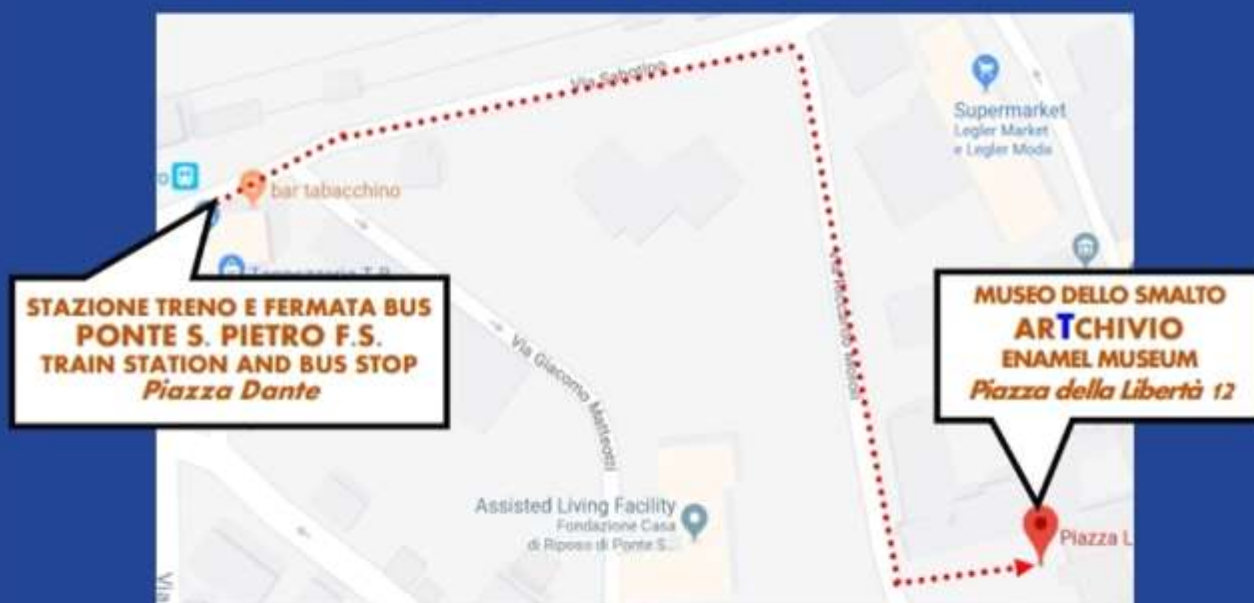 Via Sabotino
Supermarket
Legler Market
e Legler Moda
bar tabacchino
STAZIONE TRENO E FERMATA BUS
PONTE S. PIETRO F.S.
TRAIN STATION AND BUS STOP
Piazza Dante
MUSEO DELLO SMALTO
ARTCHIVIO
ENAMEL MUSEUM
Piazza della Libertà 12
Via Giacomo Matteotti
Assisted Living Facility
Fondazione Casa
di Riposo di Ponte S...
Piazza L
Via